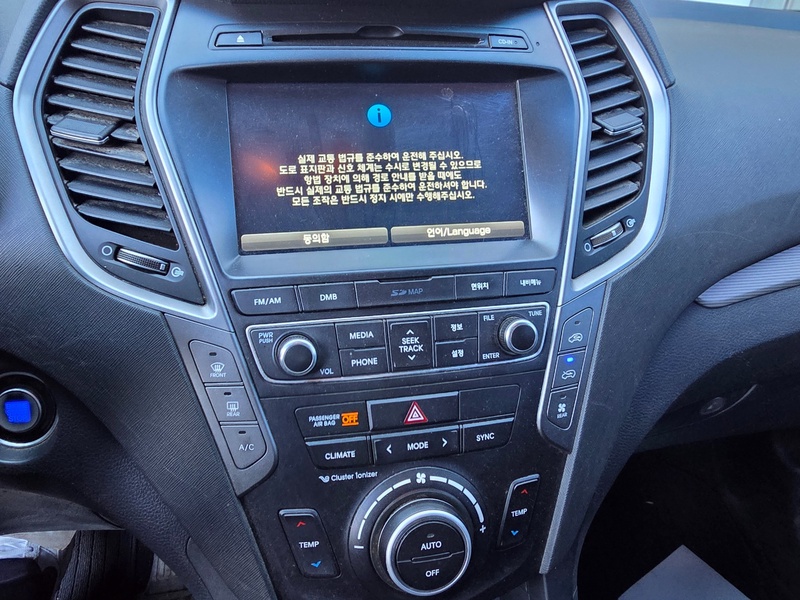 CD-IN
i
실제 교통 법규를 준수하여 운전해 주십시오.
도로 표지판과 신호 체계는 수시로 변경될 수 있으므로
항법 장치에 의해 경로 안내를 받을 때에도
반드시 실제의 교통 법규를 준수하여 운전하셔야 합니다.
모든 조작은 반드시 정지 시에만 수행해주십시오.
동의함
언어/Language
FM/AM
DMB
SD MAP
현위치
내비메뉴
PWR
PUSH
VOL
MEDIA
PHONE
SEEK
TRACK
정보
설정
FILE
ENTER
TUNE
FRONT
REAR
A/C
REAR
PASSENGER
AIR BAG
OFF
CLIMATE
MODE
SYNC
Cluster Ionizer
TEMP
AUTO
OFF
TEMP